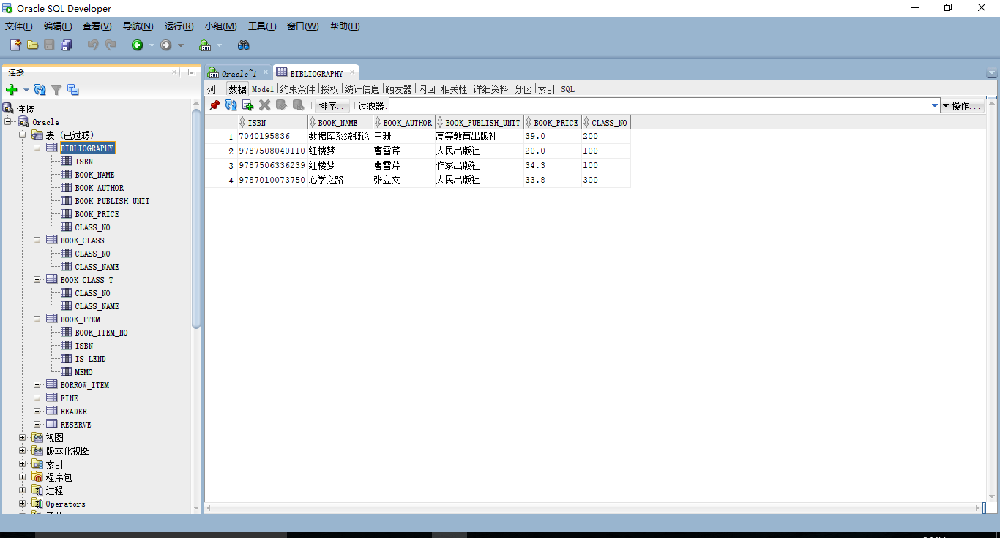 Oracle SQL Developer
文件(F) 编辑(E) 查看(V) 导航(N) 运行(R) 小组(M) 工具(T) 窗口(W) 帮助(H)
连接
连接
Oracle
表 (已过滤)
BIBLIOGRAPHY
ISBN
BOOK_NAME
BOOK_AUTHOR
BOOK_PUBLISH_UNIT
BOOK_PRICE
CLASS_NO
BOOK_CLASS
CLASS_NO
CLASS_NAME
BOOK_CLASS_T
CLASS_NO
CLASS_NAME
BOOK_ITEM
BOOK_ITEM_NO
ISBN
IS_LEND
MEMO
BORROW_ITEM
FINE
READER
RESERVE
视图
版本化视图
索引
程序包
过程
Operators
Oracle~1 BIBLIOGRAPHY
列 数据 Model 约束条件 授权 统计信息 触发器 闪回 相关性 详细资料 分区 索引 SQL
排序.. 过滤器: 操作...
ISBN BOOK_NAME BOOK_AUTHOR BOOK_PUBLISH_UNIT BOOK_PRICE CLASS_NO
1 7040195836 数据库系统概论 王珊 高等教育出版社 39.0 200
2 9787508040110 红楼梦 曹雪芹 人民出版社 20.0 100
3 9787506336239 红楼梦 曹雪芹 作家出版社 34.3 100
4 9787010073750 心学之路 张立文 人民出版社 33.8 300